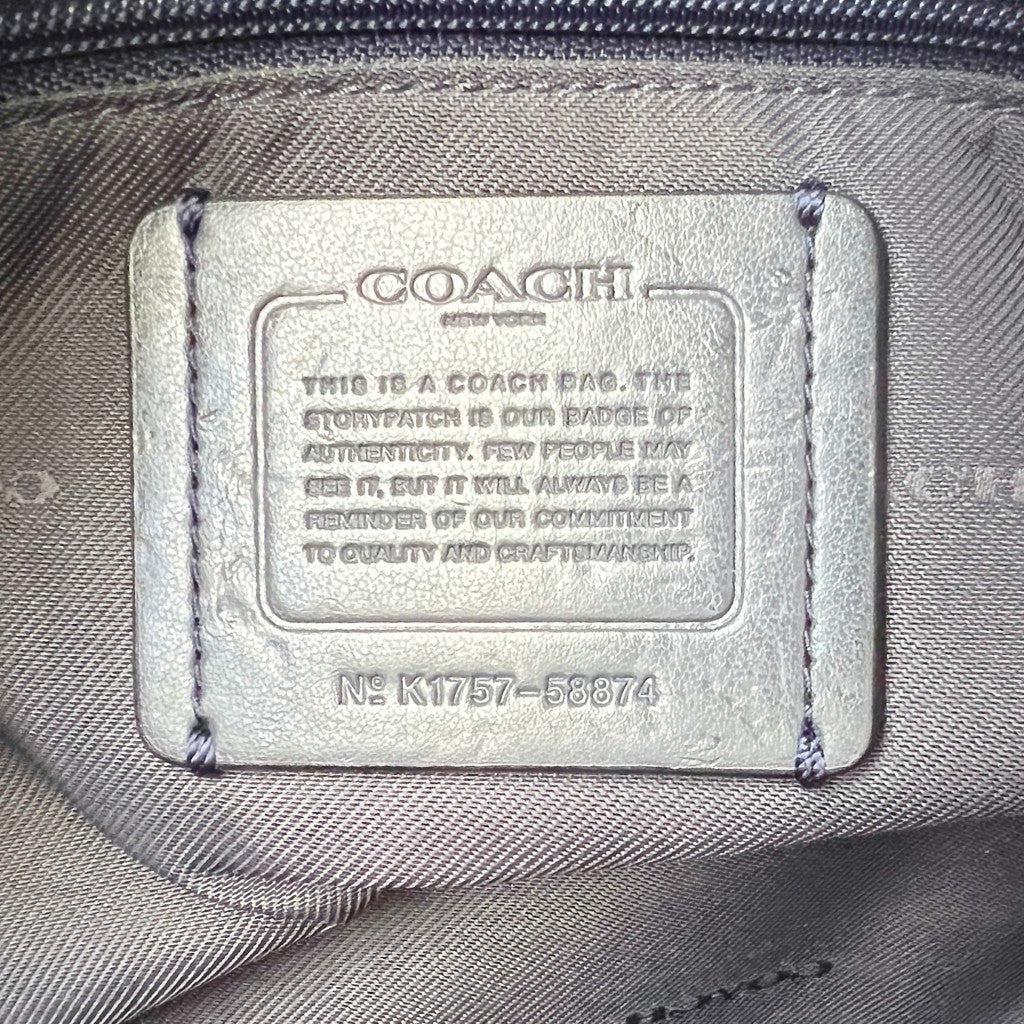 COACH
NEW YORK
THIS IS A COACH BAG. THE
STORYPATCH IS OUR BADGE OF
AUTHENTICITY. FEW PEOPLE MAY
SEE IT, BUT IT WILL ALWAYS BE A
REMINDER OF OUR COMMITMENT
TO QUALITY AND CRAFTSMANSHIP.
Nº K1757-58874
COACH